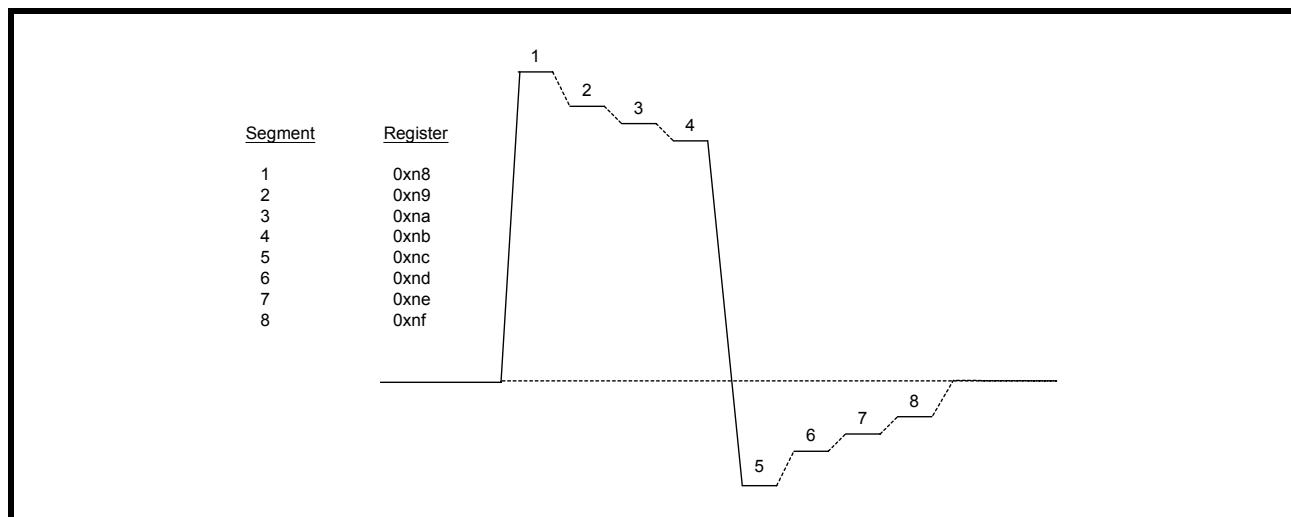 Segment Register
1 0xn8
2 0xn9
3 0xna
4 0xnb
5 0xnc
6 0xnd
7 0xne
8 0xnf
1
2
3
4
5
6
7
8